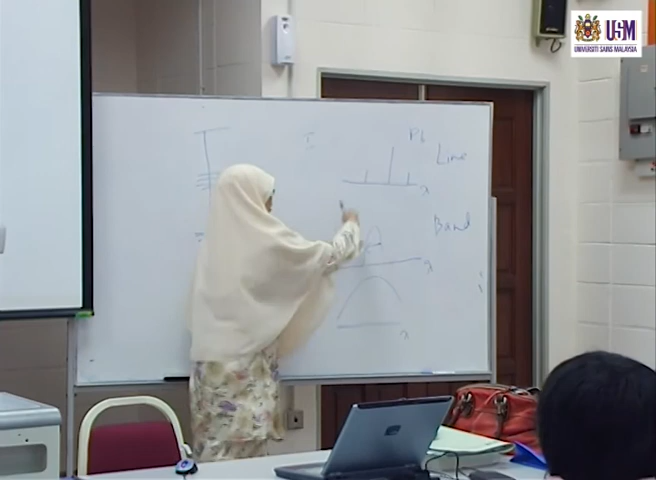 USM
UNIVERSITI SAINS MALAYSIA
I
Pb
Line
λ
Band
λ
λ